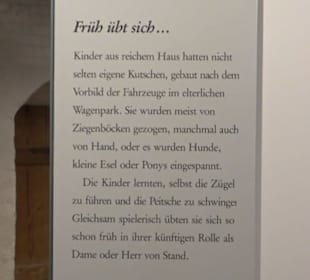 Früh übt sich...
Kinder aus reichem Haus hatten nicht
selten eigene Kutschen, gebaut nach dem
Vorbild der Fahrzeuge im elterlichen
Wagenpark. Sie wurden meist von
Ziegenböcken gezogen, manchmal auch
von Hand, oder es wurden Hunde,
kleine Esel oder Ponys eingespannt.
Die Kinder lernten, selbst die Zügel
zu führen und die Peitsche zu schwingen
Gleichsam spielerisch übten sie sich so
schon früh in ihrer künftigen Rolle als
Dame oder Herr von Stand.